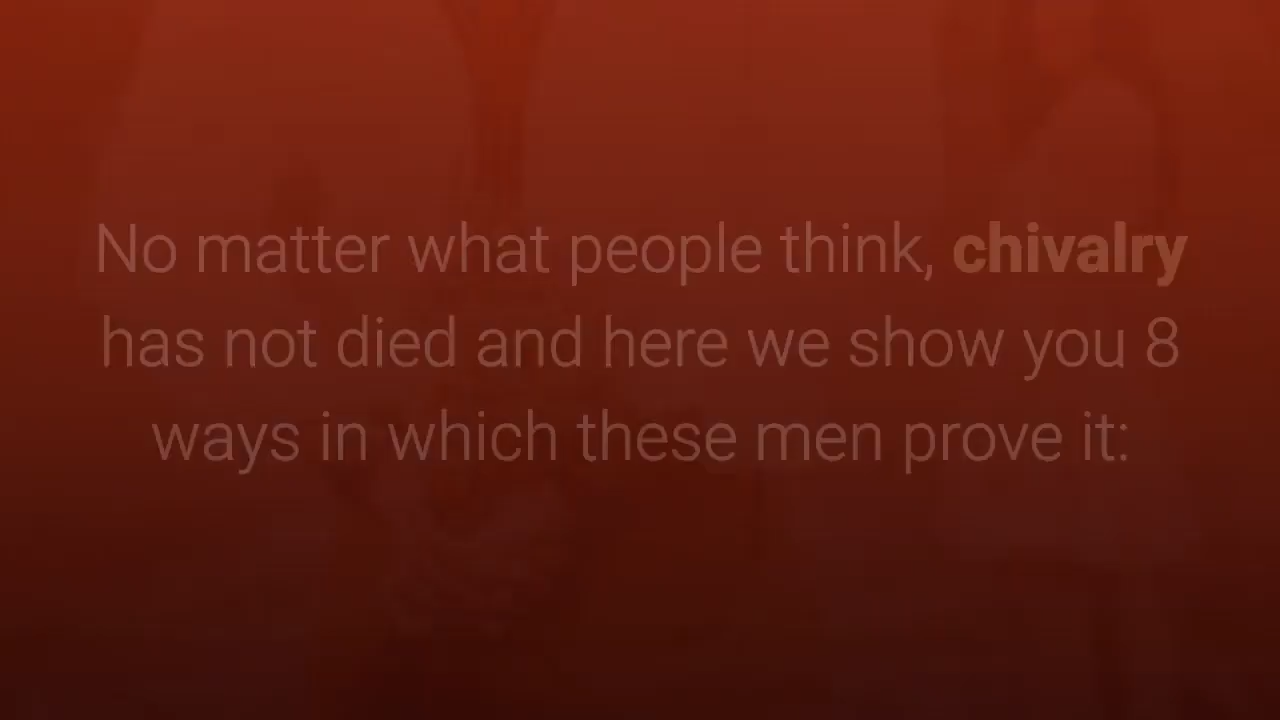 No matter what people think, chivalry
has not died and here we show you 8
ways in which these men prove it: